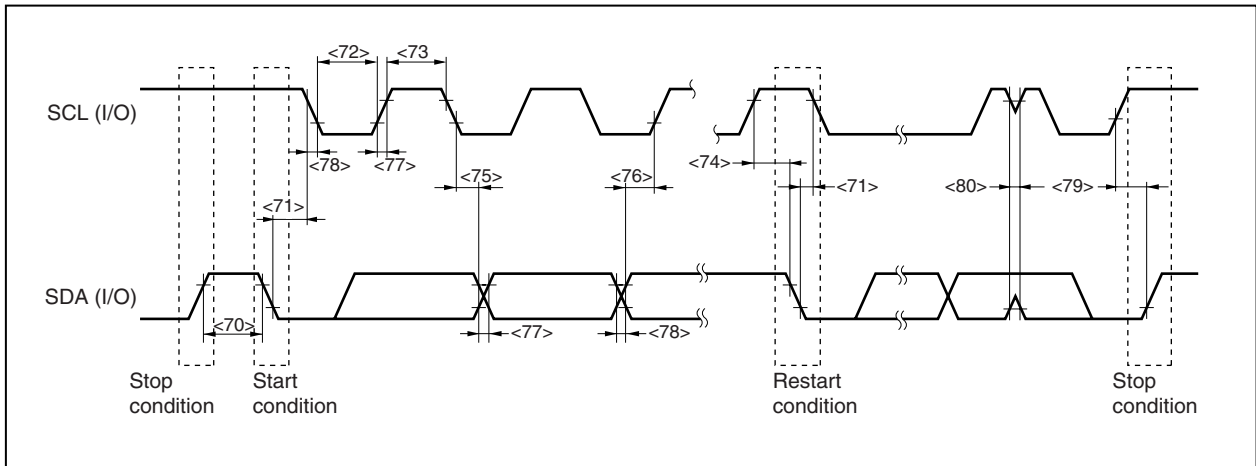 <72> <73
SCL (I/O)
<78> <77> <75> <76> <74> <71> <80> <79>
<71>
SDA (I/O)
<70> <77> <78>
Stop condition
Start condition
Restart condition
Stop condition